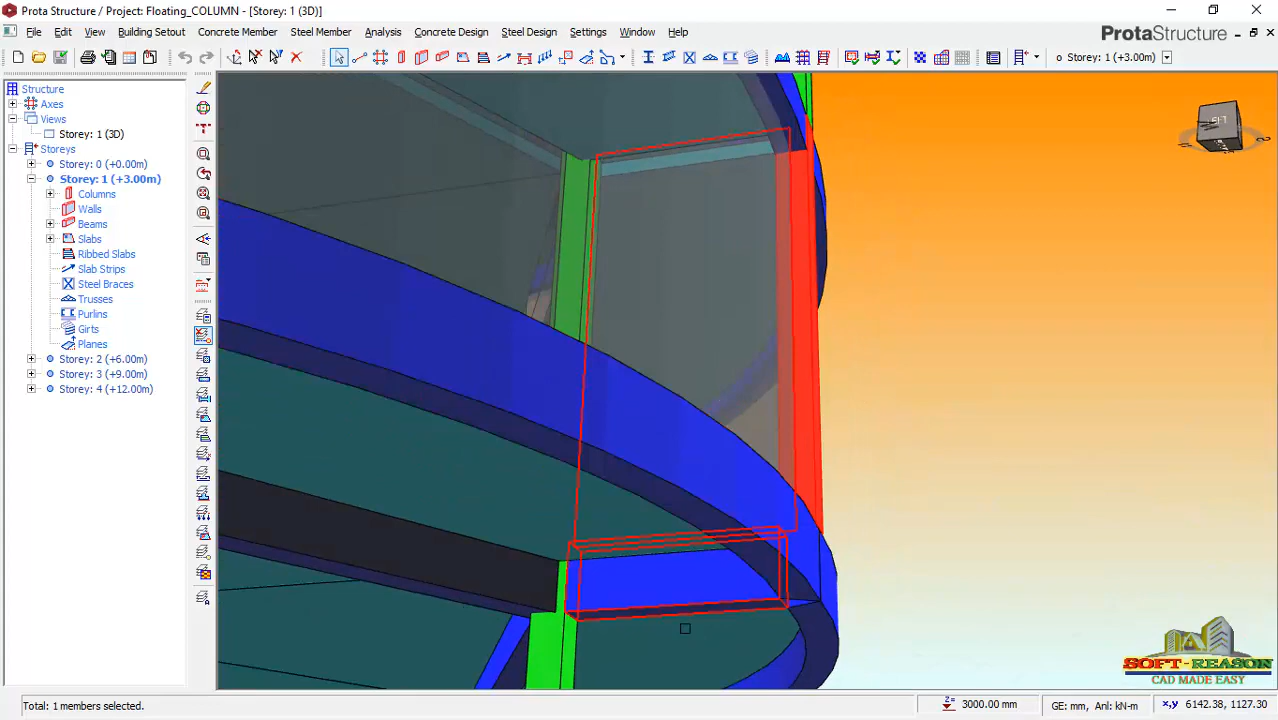 Prota Structure / Project: Floating_COLUMN - [Storey: 1 (3D)]
File Edit View Building Setout Concrete Member Steel Member Analysis Concrete Design Steel Design Settings Window Help
ProtaStructure®
o Storey: 1 (+3.00m)
Structure
Axes
Views
Storey: 1 (3D)
Storeys
Storey: 0 (+0.00m)
Storey: 1 (+3.00m)
Columns
Walls
Beams
Slabs
Ribbed Slabs
Slab Strips
Steel Braces
Trusses
Purlins
Girts
Planes
Storey: 2 (+6.00m)
Storey: 3 (+9.00m)
Storey: 4 (+12.00m)
SOFT-REASON
CAD MADE EASY
Total: 1 members selected.
Z= 3000.00 mm
GE: mm, Anl: kN-m
x,y 6142.38, 1127.30